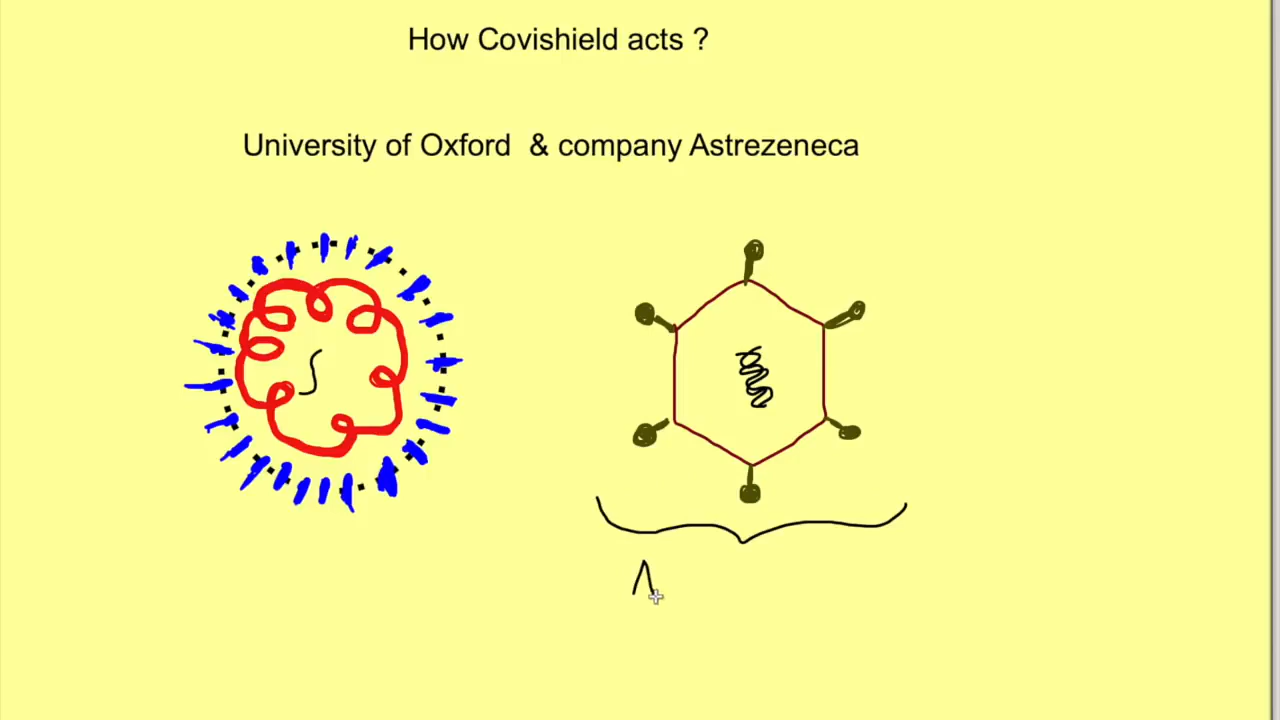 How Covishield acts ?
University of Oxford & company Astrezeneca